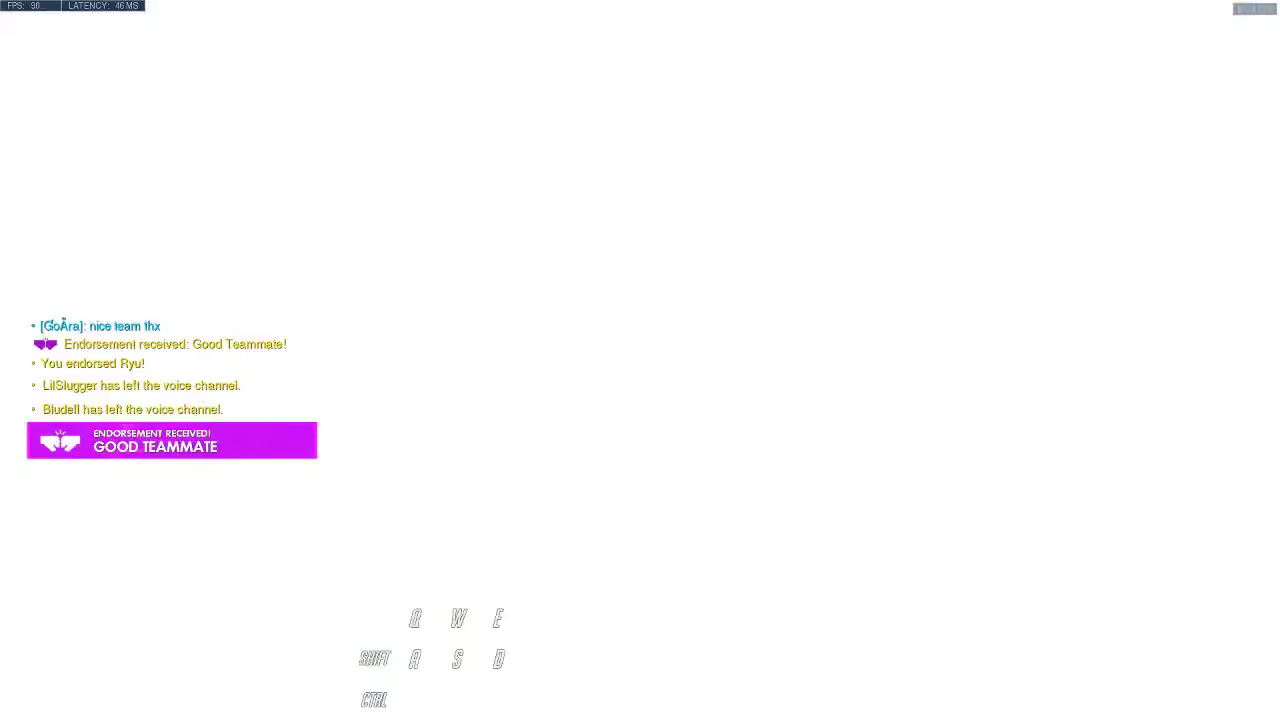 FPS: 90 LATENCY: 46 MS
• [ĞoÅra]: nice team thx
Endorsement received: Good Teammate!
• You endorsed Ryu!
• LilSlugger has left the voice channel.
• Bludell has left the voice channel.
ENDORSEMENT RECEIVED!
GOOD TEAMMATE
Q W E
SHIFT A S D
CTRL